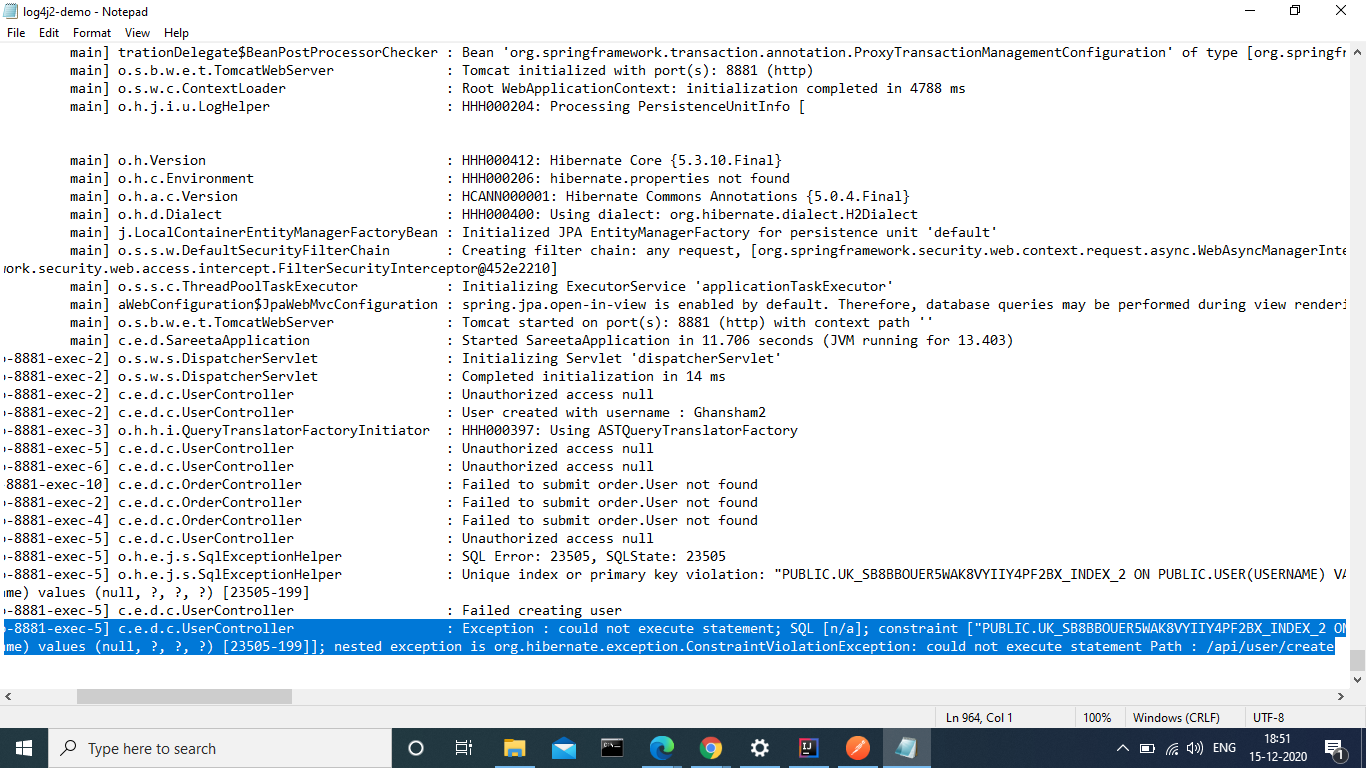 log4j2-demo - Notepad
File Edit Format View Help
main] trationDelegate$BeanPostProcessorChecker : Bean 'org.springframework.transaction.annotation.ProxyTransactionManagementConfiguration' of type [org.springfr
main] o.s.b.w.e.t.TomcatWebServer : Tomcat initialized with port(s): 8881 (http)
main] o.s.w.c.ContextLoader : Root WebApplicationContext: initialization completed in 4788 ms
main] o.h.j.i.u.LogHelper : HHH000204: Processing PersistenceUnitInfo [
main] o.h.Version : HHH000412: Hibernate Core {5.3.10.Final}
main] o.h.c.Environment : HHH000206: hibernate.properties not found
main] o.h.a.c.Version : HCANN000001: Hibernate Commons Annotations {5.0.4.Final}
main] o.h.d.Dialect : HHH000400: Using dialect: org.hibernate.dialect.H2Dialect
main] j.LocalContainerEntityManagerFactoryBean : Initialized JPA EntityManagerFactory for persistence unit 'default'
main] o.s.s.w.DefaultSecurityFilterChain : Creating filter chain: any request, [org.springframework.security.web.context.request.async.WebAsyncManagerInte
work.security.web.access.intercept.FilterSecurityInterceptor@452e2210]
main] o.s.s.c.ThreadPoolTaskExecutor : Initializing ExecutorService 'applicationTaskExecutor'
main] aWebConfiguration$JpaWebMvcConfiguration : spring.jpa.open-in-view is enabled by default. Therefore, database queries may be performed during view renderi
main] o.s.b.w.e.t.TomcatWebServer : Tomcat started on port(s): 8881 (http) with context path ''
main] c.e.d.SareetaApplication : Started SareetaApplication in 11.706 seconds (JVM running for 13.403)
-8881-exec-2] o.s.w.s.DispatcherServlet : Initializing Servlet 'dispatcherServlet'
-8881-exec-2] o.s.w.s.DispatcherServlet : Completed initialization in 14 ms
-8881-exec-2] c.e.d.c.UserController : Unauthorized access null
-8881-exec-2] c.e.d.c.UserController : User created with username : Ghansham2
-8881-exec-3] o.h.h.i.QueryTranslatorFactoryInitiator : HHH000397: Using ASTQueryTranslatorFactory
-8881-exec-5] c.e.d.c.UserController : Unauthorized access null
-8881-exec-6] c.e.d.c.UserController : Unauthorized access null
8881-exec-10] c.e.d.c.OrderController : Failed to submit order.User not found
-8881-exec-2] c.e.d.c.OrderController : Failed to submit order.User not found
-8881-exec-4] c.e.d.c.OrderController : Failed to submit order.User not found
-8881-exec-5] c.e.d.c.UserController : Unauthorized access null
-8881-exec-5] o.h.e.j.s.SqlExceptionHelper : SQL Error: 23505, SQLState: 23505
-8881-exec-5] o.h.e.j.s.SqlExceptionHelper : Unique index or primary key violation: "PUBLIC.UK_SB8BBOUER5WAK8VYIIY4PF2BX_INDEX_2 ON PUBLIC.USER(USERNAME) VA
me) values (null, ?, ?, ?) [23505-199]
-8881-exec-5] c.e.d.c.UserController : Failed creating user
-8881-exec-5] c.e.d.c.UserController : Exception : could not execute statement; SQL [n/a]; constraint ["PUBLIC.UK_SB8BBOUER5WAK8VYIIY4PF2BX_INDEX_2 ON
me) values (null, ?, ?, ?) [23505-199]]; nested exception is org.hibernate.exception.ConstraintViolationException: could not execute statement Path : /api/user/create
Ln 964, Col 1 100% Windows (CRLF) UTF-8
Type here to search
ENG
18:51
15-12-2020
1